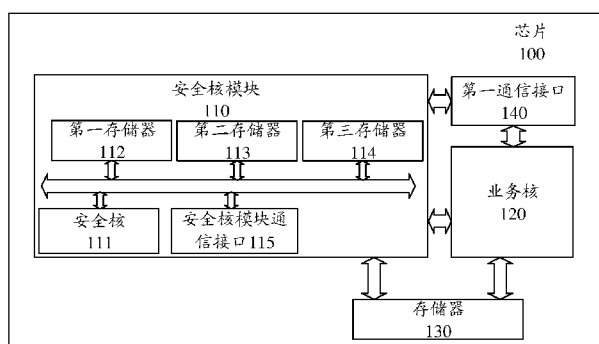 芯片
100
安全核模块
110
第一存储器
112
第二存储器
113
第三存储器
114
安全核
111
安全核模块通
信接口115
第一通信接口
140
业务核
120
存储器
130